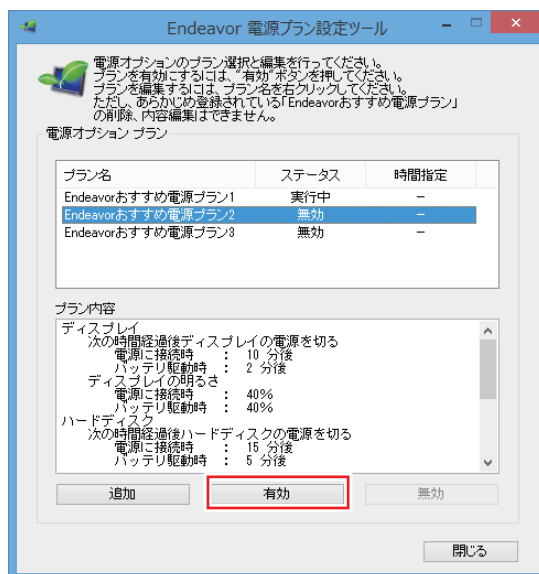 Endeavor 電源プラン設定ツール
電源オプションのプラン選択と編集を行ってください。
プランを有効にするには、"有効"ボタンを押してください。
プランを編集するには、プラン名を右クリックしてください。
ただし、あらかじめ登録されている「Endeavorおすすめ電源プラン」
の削除、内容編集はできません。
電源オプション プラン
プラン名 ステータス 時間指定
Endeavorおすすめ電源プラン1 実行中 −
Endeavorおすすめ電源プラン2 無効 −
Endeavorおすすめ電源プラン3 無効 −
プラン内容
ディスプレイ
次の時間経過後ディスプレイの電源を切る
電源に接続時 : 10 分後
バッテリ駆動時 : 2 分後
ディスプレイの明るさ
電源に接続時 : 40%
バッテリ駆動時 : 40%
ハードディスク
次の時間経過後ハードディスクの電源を切る
電源に接続時 : 15 分後
バッテリ駆動時 : 5 分後
追加 有効 無効
閉じる